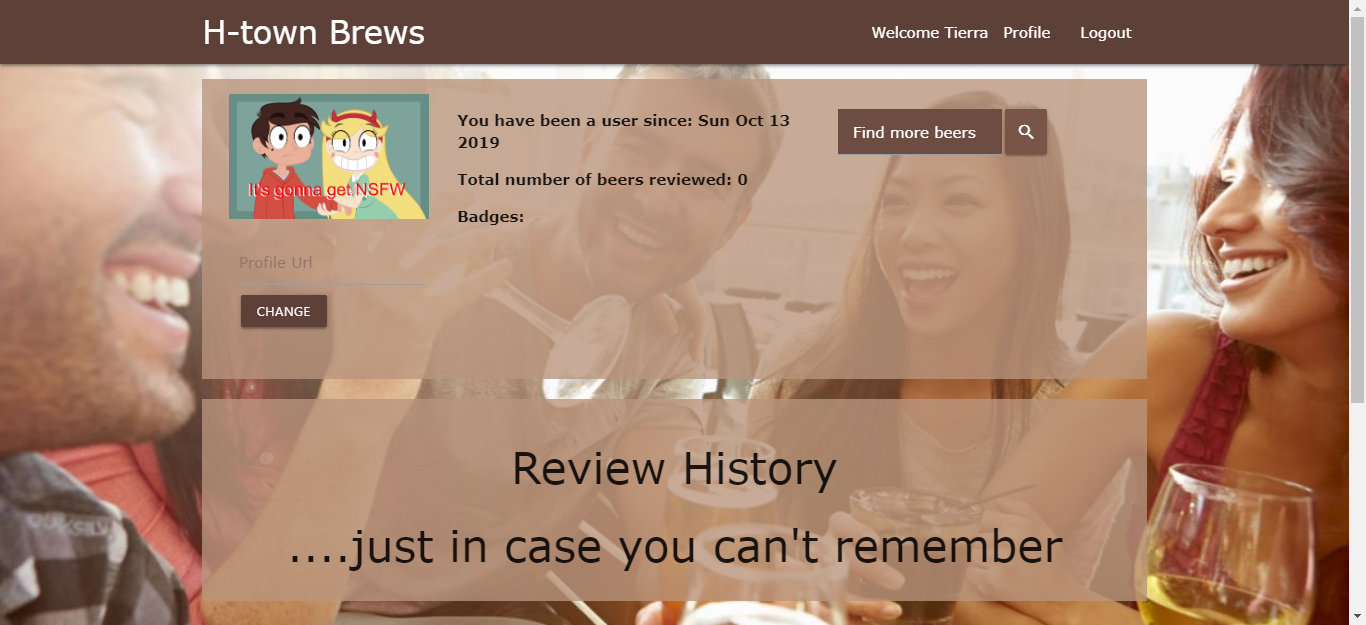 H-town Brews
Welcome Tierra
Profile
Logout
It's gonna get NSFW
You have been a user since: Sun Oct 13
2019
Total number of beers reviewed: 0
Badges:
Find more beers
Profile Url
CHANGE
Review History
....just in case you can't remember
QUIKSILV